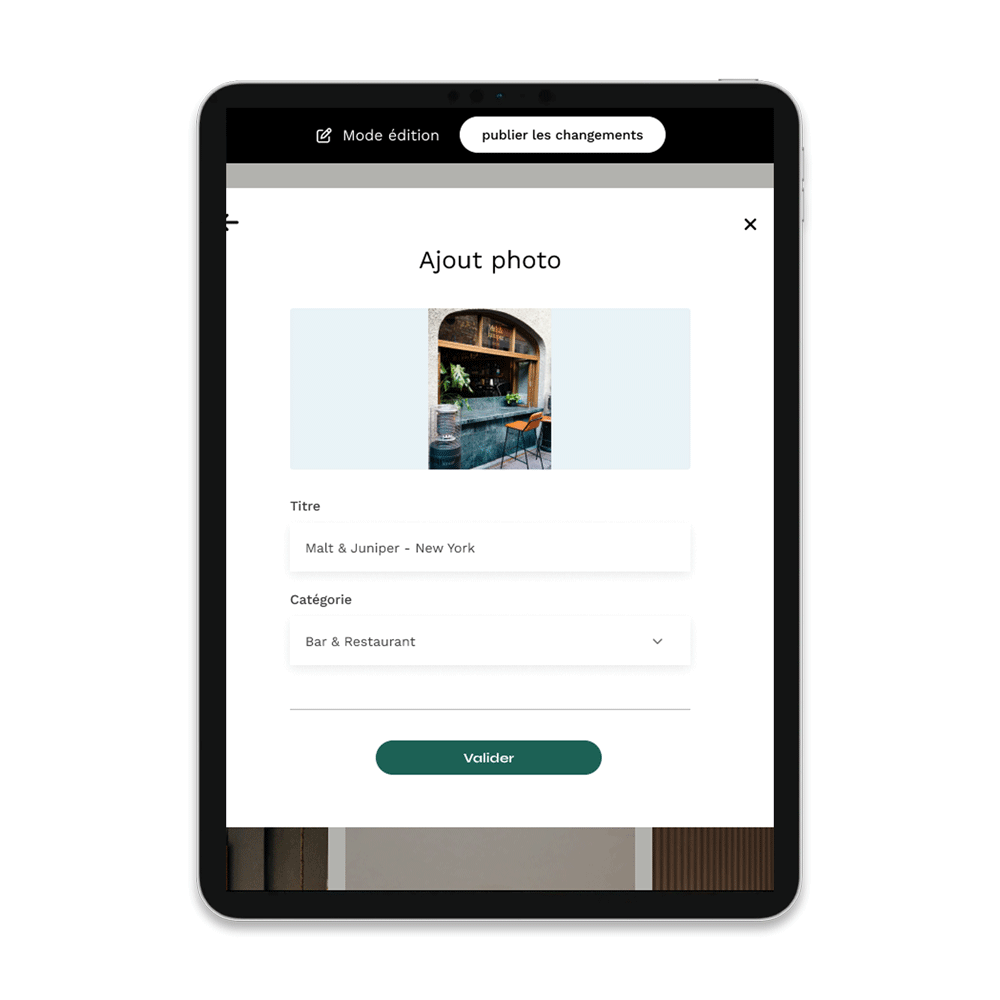 Mode édition
publier les changements
Ajout photo
Titre
Malt & Juniper - New York
Catégorie
Bar & Restaurant
Valider